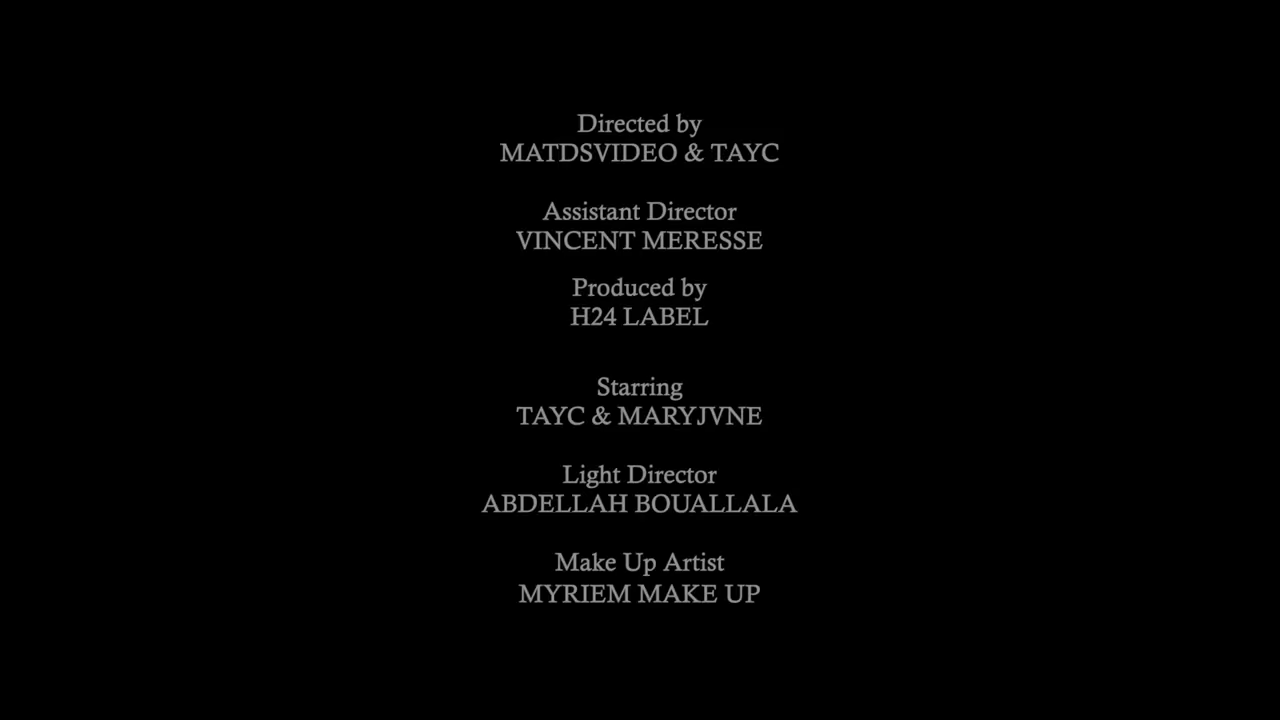 Directed by
MATDSVIDEO & TAYC
Assistant Director
VINCENT MERESSE
Produced by
H24 LABEL
Starring
TAYC & MARYJVNE
Light Director
ABDELLAH BOUALLALA
Make Up Artist
MYRIEM MAKE UP